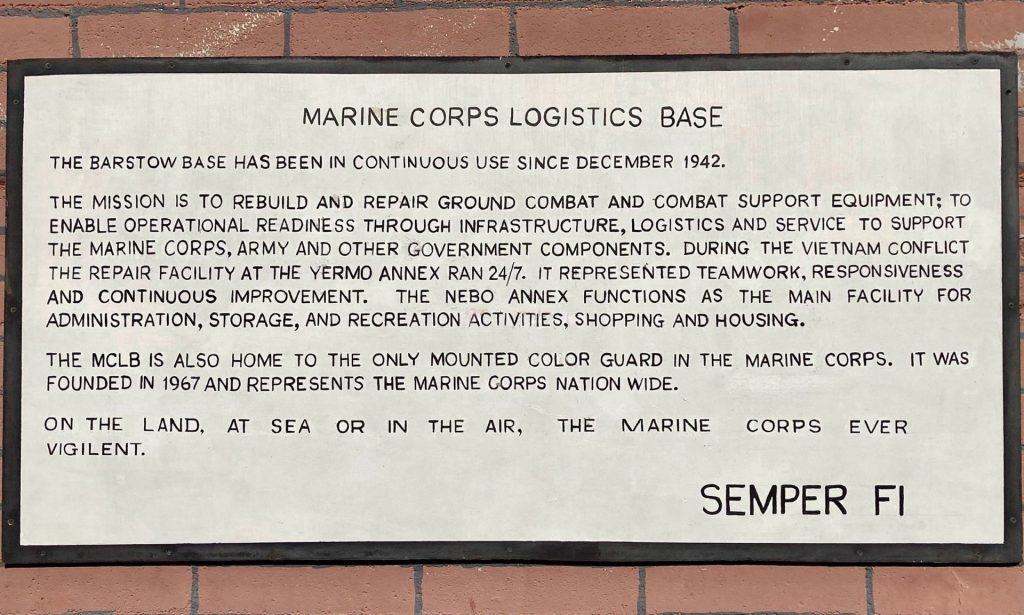 MARINE CORPS LOGISTICS BASE
THE BARSTOW BASE HAS BEEN IN CONTINUOUS USE SINCE DECEMBER 1942.
THE MISSION IS TO REBUILD AND REPAIR GROUND COMBAT AND COMBAT SUPPORT EQUIPMENT; TO
ENABLE OPERATIONAL READINESS THROUGH INFRASTRUCTURE, LOGISTICS AND SERVICE TO SUPPORT
THE MARINE CORPS, ARMY AND OTHER GOVERNMENT COMPONENTS. DURING THE VIETNAM CONFLICT
THE REPAIR FACILITY AT THE YERMO ANNEX RAN 24/7. IT REPRESENTED TEAMWORK, RESPONSIVENESS
AND CONTINUOUS IMPROVEMENT. THE NEBO ANNEX FUNCTIONS AS THE MAIN FACILITY FOR
ADMINISTRATION, STORAGE, AND RECREATION ACTIVITIES, SHOPPING AND HOUSING.
THE MCLB IS ALSO HOME TO THE ONLY MOUNTED COLOR GUARD IN THE MARINE CORPS. IT WAS
FOUNDED IN 1967 AND REPRESENTS THE MARINE CORPS NATION WIDE.
ON THE LAND, AT SEA OR IN THE AIR, THE MARINE CORPS EVER
VIGILENT.
SEMPER FI